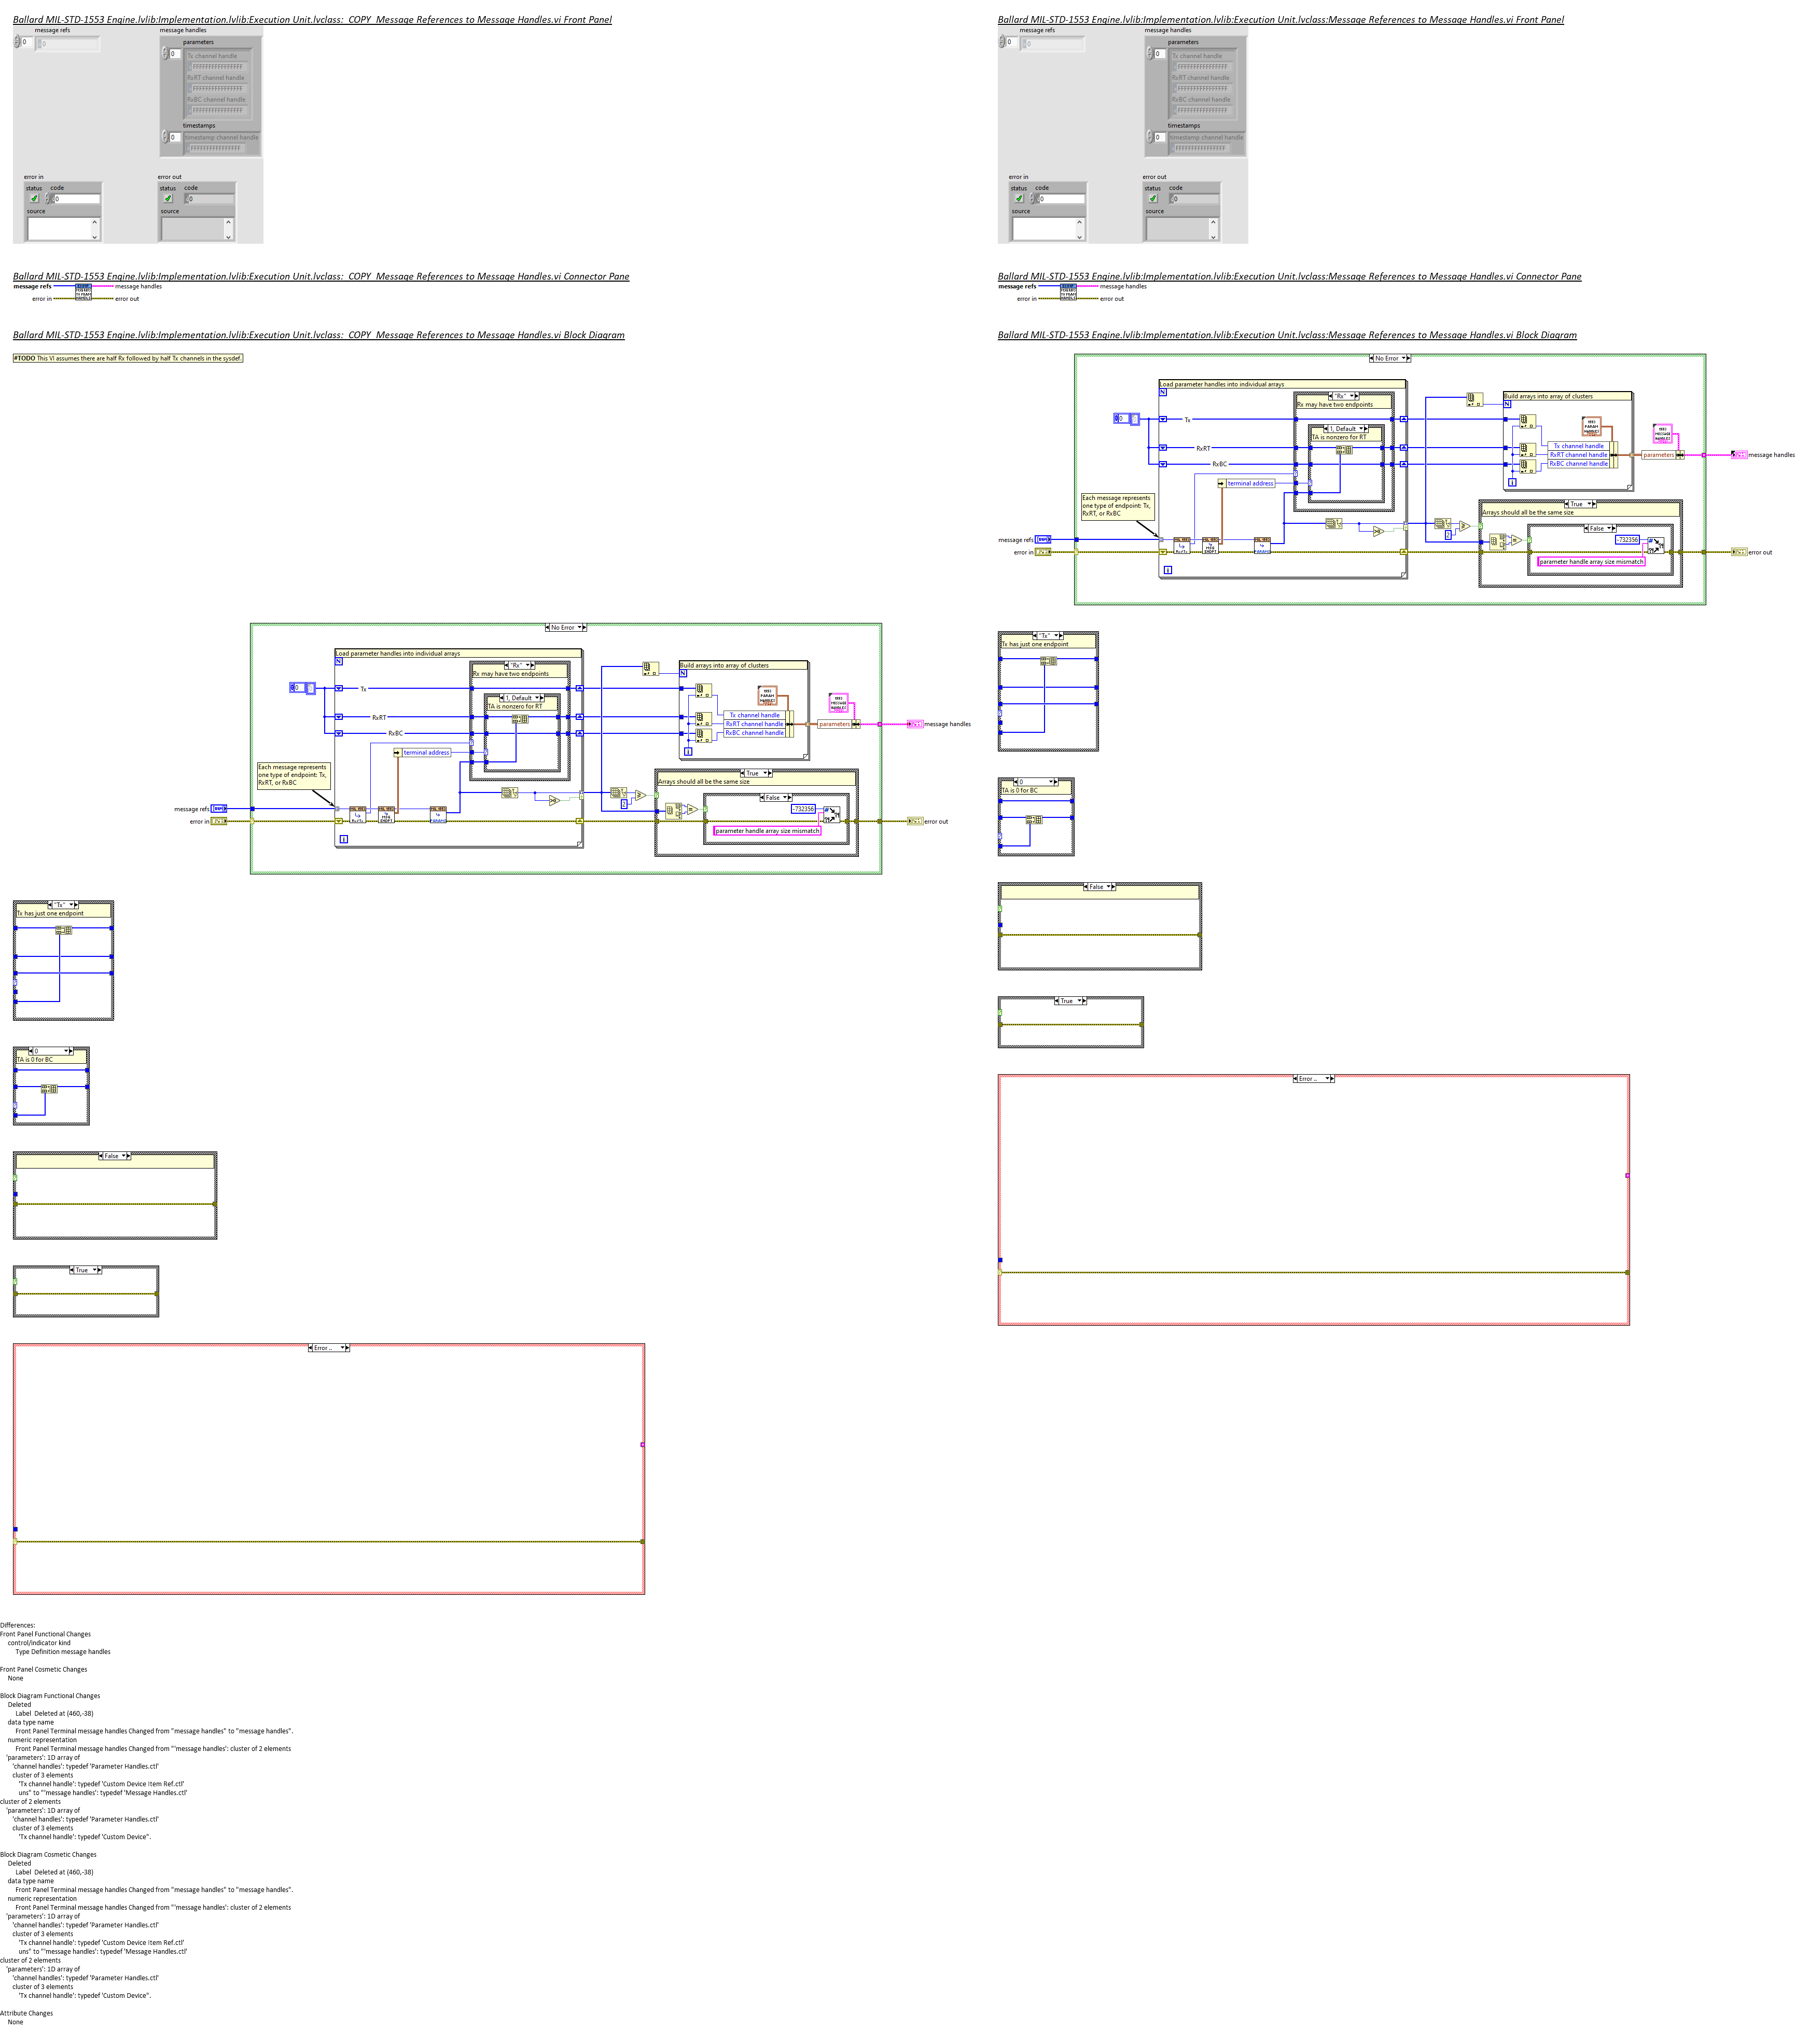 Ballard MIL-STD-1553 Engine.lvlib:Implementation.lvlib:Execution Unit.lvclass:_COPY_Message References to Message Handles.vi Front Panel
message refs
0
0
message handles
parameters
0
Tx channel handle
FFFFFFFFFFFFFFFF
RxRT channel handle
FFFFFFFFFFFFFFFF
RxBC channel handle
FFFFFFFFFFFFFFFF
timestamps
0
timestamp channel handle
FFFFFFFFFFFFFFFF
error in
status code
0
source
error out
status code
0
source
Ballard MIL-STD-1553 Engine.lvlib:Implementation.lvlib:Execution Unit.lvclass:_COPY_Message References to Message Handles.vi Connector Pane
message refs
message handles
error in
error out
Ballard MIL-STD-1553 Engine.lvlib:Implementation.lvlib:Execution Unit.lvclass:_COPY_Message References to Message Handles.vi Block Diagram
#TODO This VI assumes there are half Rx followed by half Tx channels in the sysdef.
No Error
Load parameter handles into individual arrays
N
"Rx"
Rx may have two endpoints
1, Default
TA is nonzero for RT
0
Tx
RxRT
RxBC
terminal address
Each message represents
one type of endpoint: Tx,
RxRT, or RxBC
message refs
error in
i
Build arrays into array of clusters
N
Tx channel handle
RxRT channel handle
RxBC channel handle
i
parameters
message handles
2
True
Arrays should all be the same size
False
-732356
parameter handle array size mismatch
error out
"Tx"
Tx has just one endpoint
0
TA is 0 for BC
False
True
Error ..
Differences:
Front Panel Functional Changes
control/indicator kind
Type Definition message handles
Front Panel Cosmetic Changes
None
Block Diagram Functional Changes
Deleted
Label Deleted at (460,-38)
data type name
Front Panel Terminal message handles Changed from "message handles" to "message handles".
numeric representation
Front Panel Terminal message handles Changed from "'message handles': cluster of 2 elements
'parameters': 1D array of
'channel handles': typedef 'Parameter Handles.ctl'
cluster of 3 elements
'Tx channel handle': typedef 'Custom Device Item Ref.ctl'
uns" to "'message handles': typedef 'Message Handles.ctl'
cluster of 2 elements
'parameters': 1D array of
'channel handles': typedef 'Parameter Handles.ctl'
cluster of 3 elements
'Tx channel handle': typedef 'Custom Device".
Block Diagram Cosmetic Changes
Deleted
Label Deleted at (460,-38)
data type name
Front Panel Terminal message handles Changed from "message handles" to "message handles".
numeric representation
Front Panel Terminal message handles Changed from "'message handles': cluster of 2 elements
'parameters': 1D array of
'channel handles': typedef 'Parameter Handles.ctl'
cluster of 3 elements
'Tx channel handle': typedef 'Custom Device Item Ref.ctl'
uns" to "'message handles': typedef 'Message Handles.ctl'
cluster of 2 elements
'parameters': 1D array of
'channel handles': typedef 'Parameter Handles.ctl'
cluster of 3 elements
'Tx channel handle': typedef 'Custom Device".
Attribute Changes
None
Ballard MIL-STD-1553 Engine.lvlib:Implementation.lvlib:Execution Unit.lvclass:Message References to Message Handles.vi Front Panel
message refs
0
0
message handles
parameters
0
Tx channel handle
FFFFFFFFFFFFFFFF
RxRT channel handle
FFFFFFFFFFFFFFFF
RxBC channel handle
FFFFFFFFFFFFFFFF
timestamps
0
timestamp channel handle
FFFFFFFFFFFFFFFF
error in
status code
0
source
error out
status code
0
source
Ballard MIL-STD-1553 Engine.lvlib:Implementation.lvlib:Execution Unit.lvclass:Message References to Message Handles.vi Connector Pane
message refs
message handles
error in
error out
Ballard MIL-STD-1553 Engine.lvlib:Implementation.lvlib:Execution Unit.lvclass:Message References to Message Handles.vi Block Diagram
No Error
Load parameter handles into individual arrays
N
"Rx"
Rx may have two endpoints
1, Default
TA is nonzero for RT
0
Tx
RxRT
RxBC
terminal address
Each message represents
one type of endpoint: Tx,
RxRT, or RxBC
message refs
error in
i
Build arrays into array of clusters
N
Tx channel handle
RxRT channel handle
RxBC channel handle
i
parameters
message handles
2
True
Arrays should all be the same size
False
-732356
parameter handle array size mismatch
error out
"Tx"
Tx has just one endpoint
0
TA is 0 for BC
False
True
Error ..